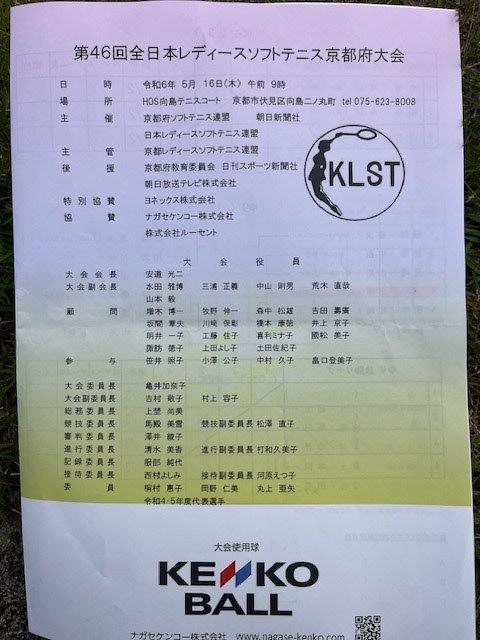 第46回全日本レディースソフトテニス京都府大会
日 時 令和6年 5月 16日(木) 午前 9時
場 所 HOS向島テニスコート 京都市伏見区向島二ノ丸町 tel 075-623-8008
主 催 京都府ソフトテニス連盟 朝日新聞社
日本レディースソフトテニス連盟
主 管 京都レディースソフトテニス連盟
後 援 京都府教育委員会 日刊スポーツ新聞社
朝日放送テレビ株式会社
特別協賛 ヨネックス株式会社
協 賛 ナガセケンコー株式会社
株式会社ルーセント
KLST
大 会 役 員
大会会長 安道 光二
大会副会長 水田 雅博 三浦 正義 中山 剛男 荒木 直哉
山本 毅
顧 問 増木 博一 牧野 伸一 森中 松雄 吉田 壽廣
坂間 章夫 川﨑 保彰 橋本 康徳 井上 京子
明井 一子 工藤 佳子 喜利ミナ子 國松 美子
諏訪 徳子 上田よし子 土田佐紀子
参 与 笹井 照子 小澤 公子 中村 久子 畠口登美子
大会委員長 亀井加奈子
大会副委員長 吉村 敬子 村上 容子
総務委員長 上埜 尚美
競技委員長 馬殿 美雪 競技副委員長 松澤 直子
審判委員長 澤井 綾子
進行委員長 清水 美香 進行副委員長 打和久美子
記録委員長 服部 純代
接待委員長 西村よしみ 接待副委員長 河原えつ子
委 員 桐村 恵子 岡野 仁美 丸上 亜矢
令和4・5年度代表選手
大会使用球
KENKO
BALL
ナガセケンコー株式会社 www.nagase-kenko.com